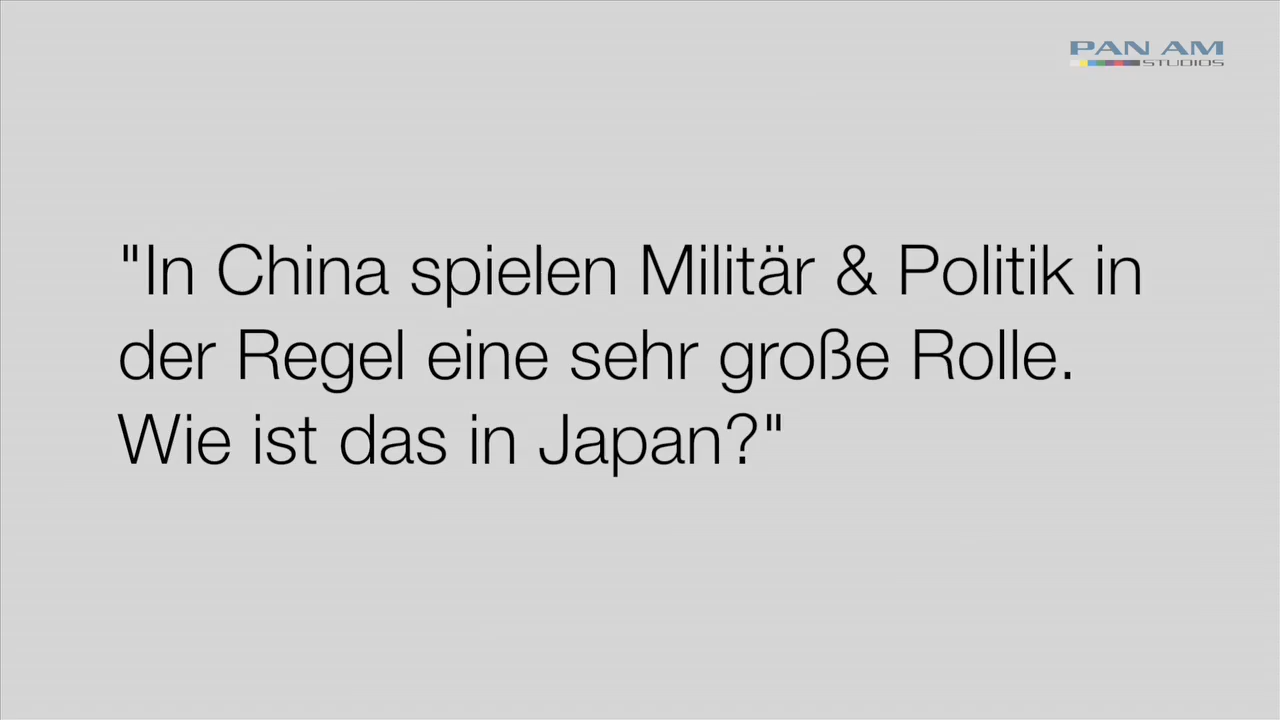 PAN AM
STUDIOS
"In China spielen Militär & Politik in
der Regel eine sehr große Rolle.
Wie ist das in Japan?"